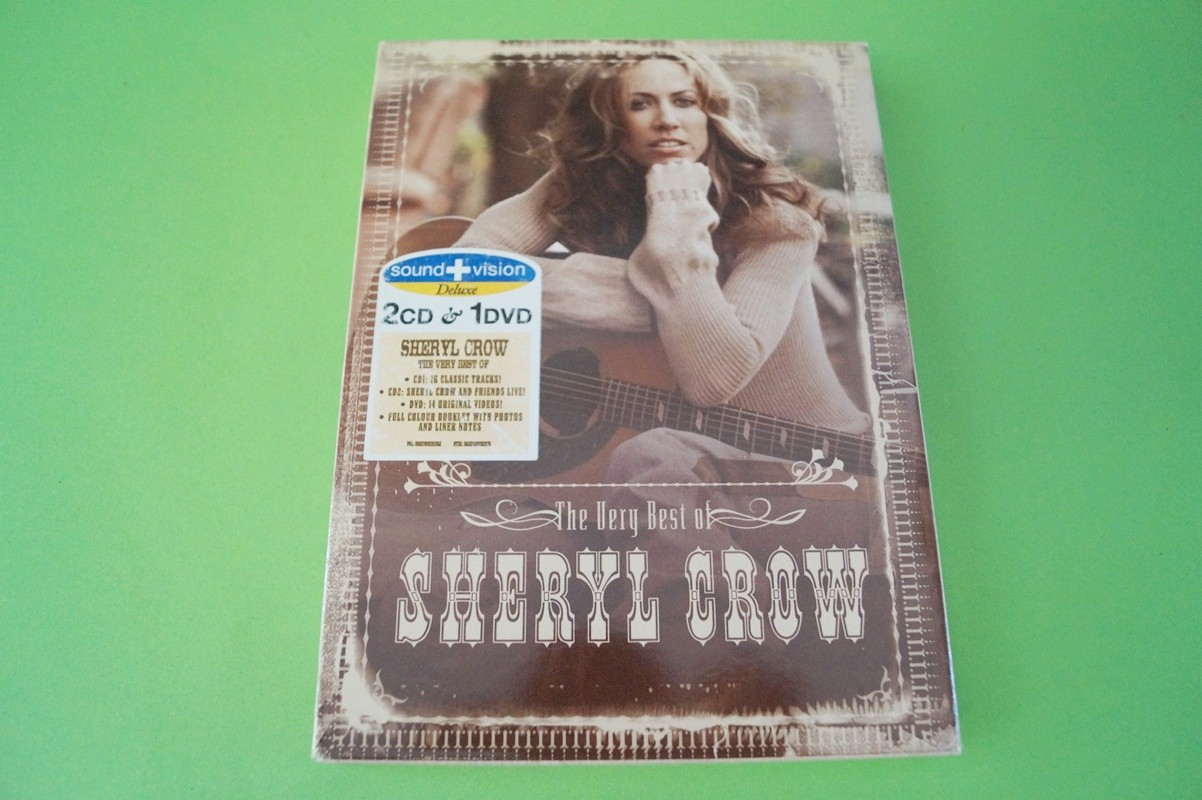 sound+vision
Deluxe
2CD & 1DVD
SHERYL CROW
THE VERY BEST OF
• CD1: 16 CLASSIC TRACKS!
• CD2: SHERYL CROW AND FRIENDS LIVE!
• DVD: 14 ORIGINAL VIDEOS!
• FULL COLOUR BOOKLET WITH PHOTOS
AND LINER NOTES
The Very Best of
SHERYL CROW